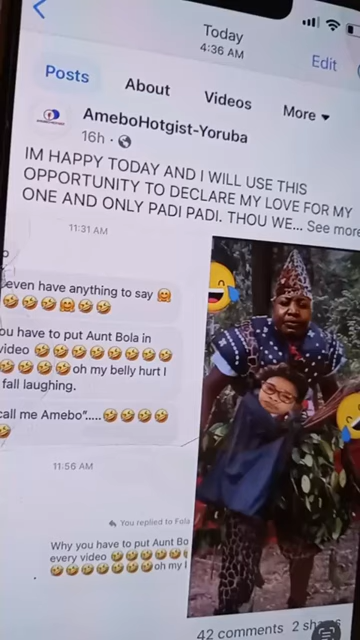 Today
4:36 AM
Edit
Posts
About
Videos
More
AmeboHotgist-Yoruba
16h ·
IM HAPPY TODAY AND I WILL USE THIS
OPPORTUNITY TO DECLARE MY LOVE FOR MY
ONE AND ONLY PADI PADI. THOU WE... See more
11:31 AM
even have anything to say 🤗
🤣🤣🤣🤗🤣🤣
ou have to put Aunt Bola in
video 🤣🤣🤣🤣🤣🤣🤣🤣
🤣🤣🤣🤣oh my belly hurt I
fall laughing.
call me Amebo".....🤣🤣🤣🤣
🤣
11:56 AM
You replied to Fola
Why you have to put Aunt Bo
every video 🤣🤣🤣🤣🤣
🤣🤣🤣🤣🤣🤣🤣oh my
42 comments 2